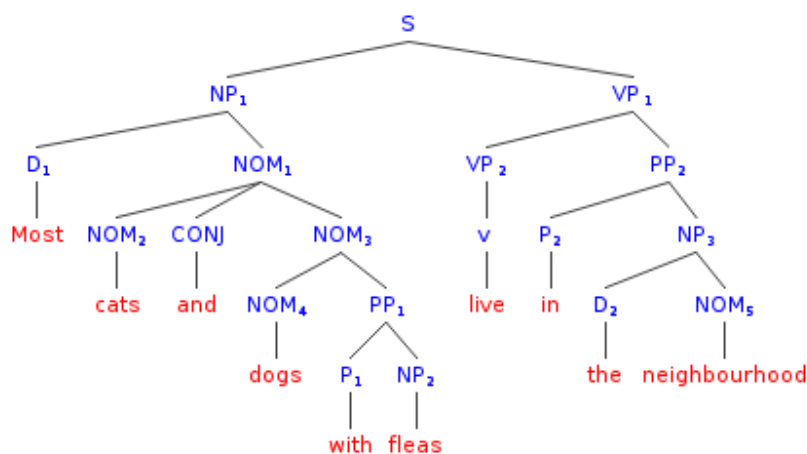 S
NP₁ VP₁
D₁ NOM₁ VP₂ PP₂
Most NOM₂ CONJ NOM₃ v P₂ NP₃
cats and NOM₄ PP₁ live in D₂ NOM₅
dogs P₁ NP₂ the neighbourhood
with fleas